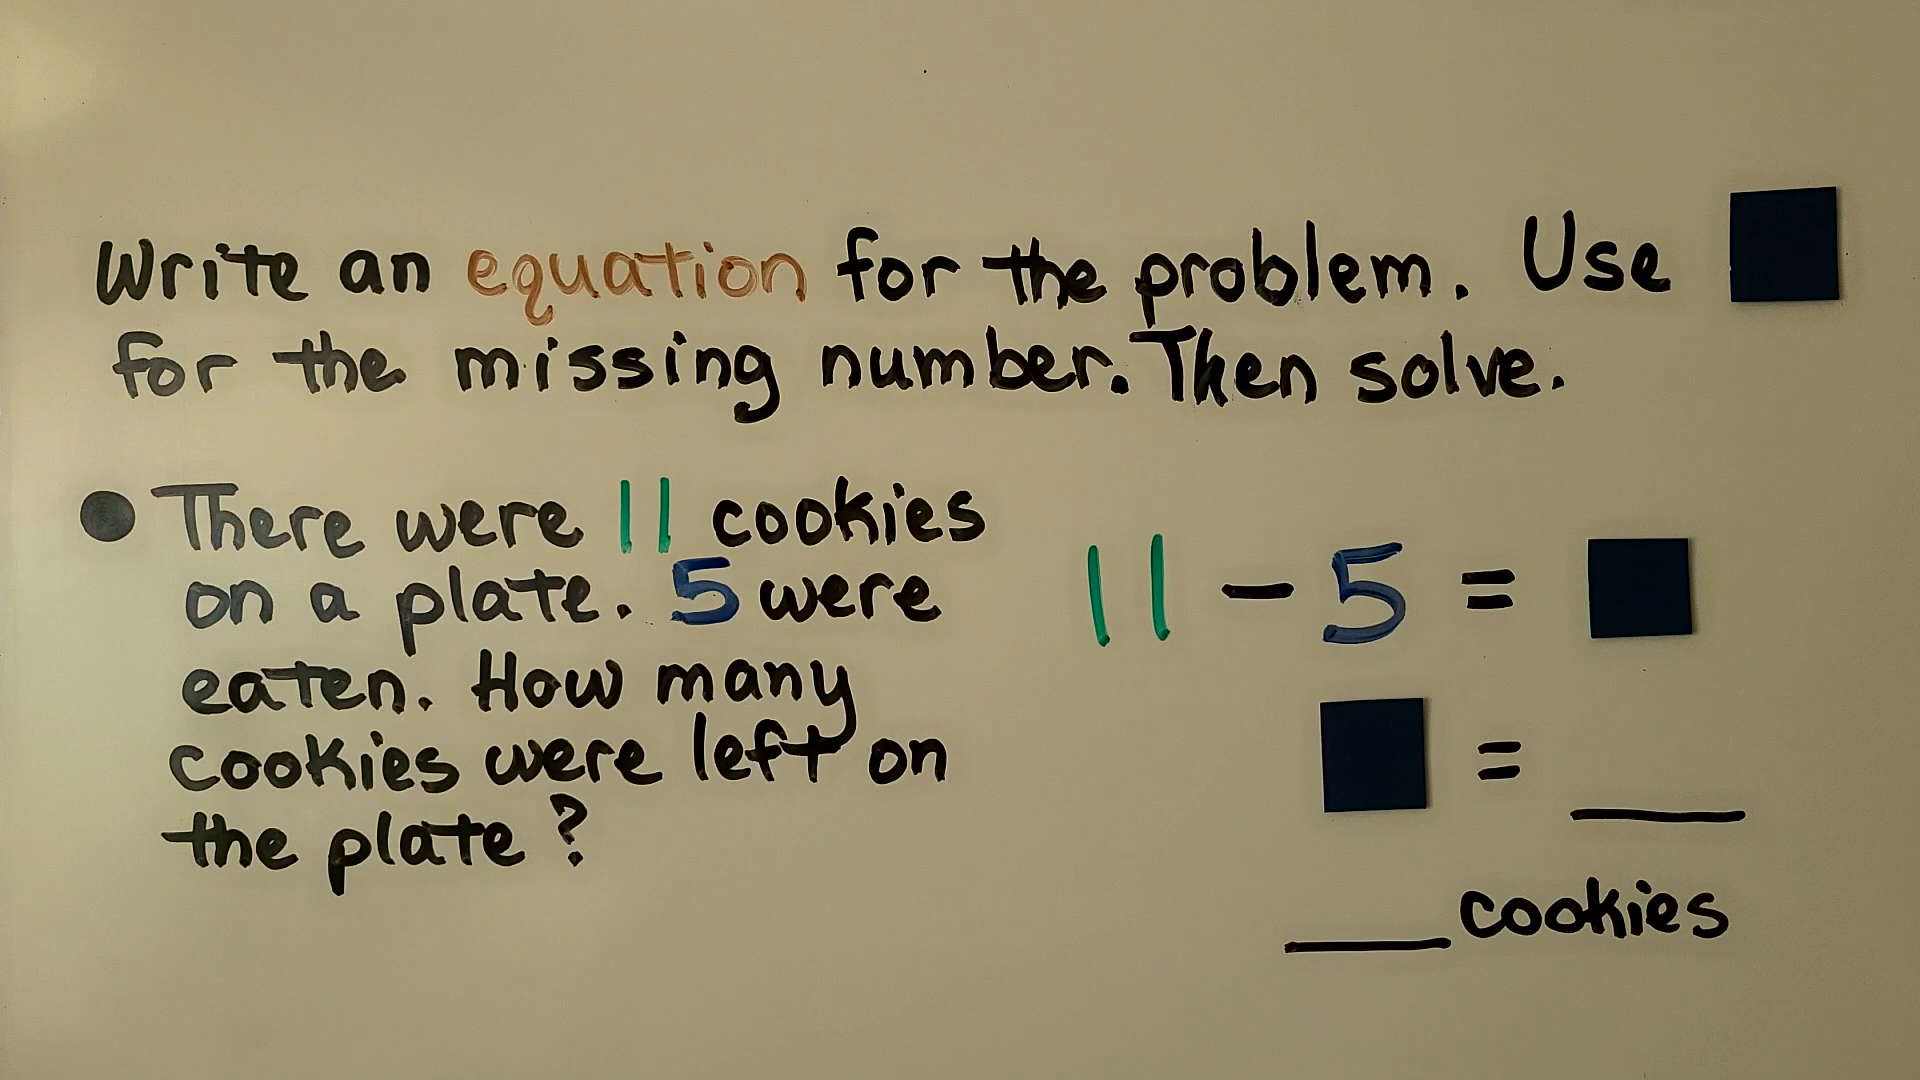 Write an equation for the problem. Use
for the missing number. Then solve.
There were 11 cookies
on a plate. 5 were
eaten. How many
cookies were left on
the plate?
11 - 5 =
=
cookies